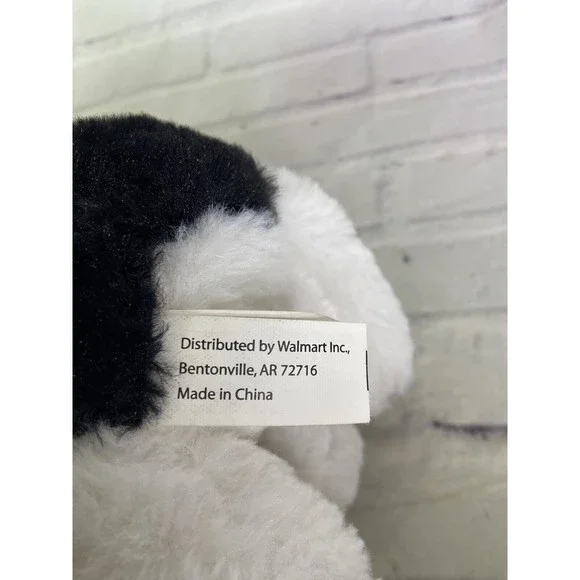 Distributed by Walmart Inc.,
Bentonville, AR 72716
Made in China